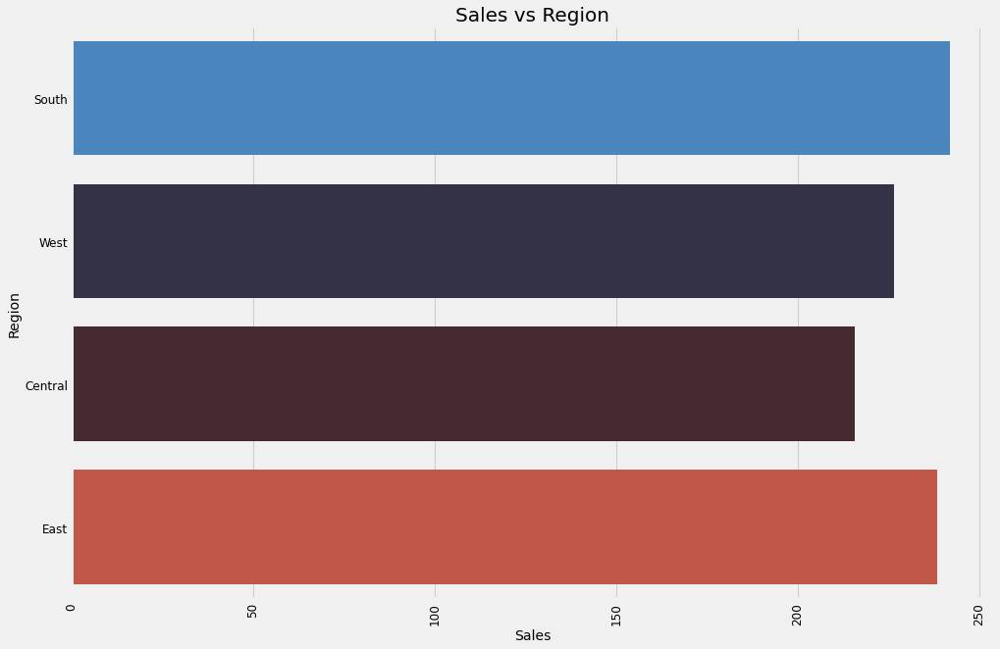 Sales vs Region
South
West
Central
East
Region
0
50
100
150
200
250
Sales